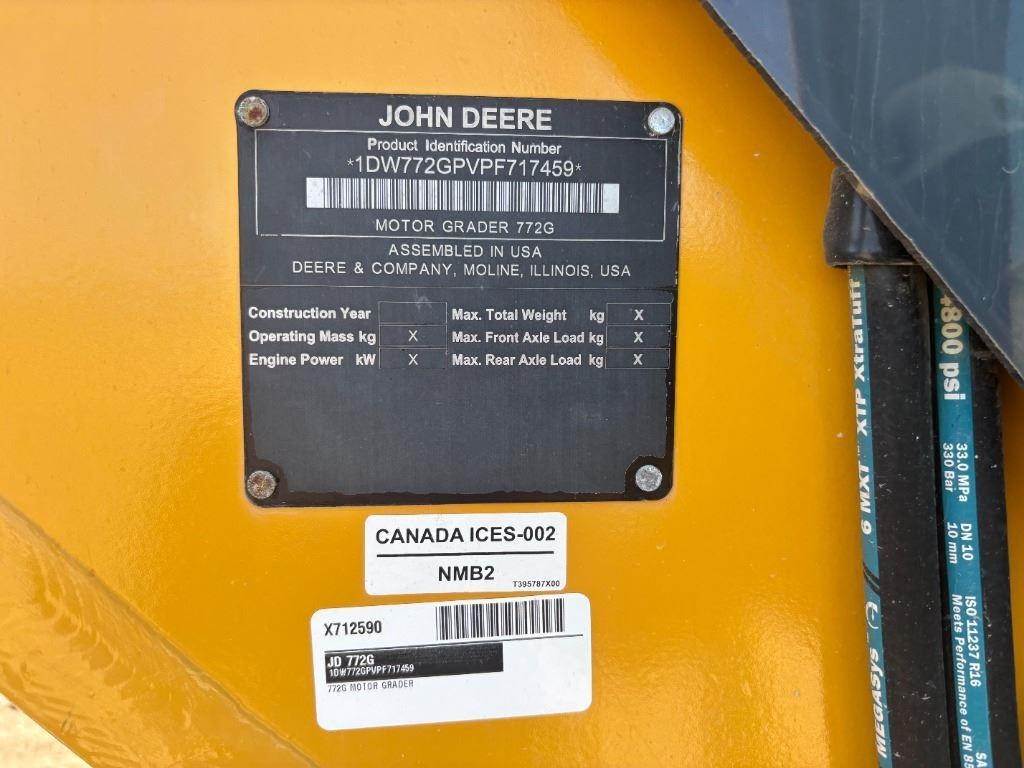 JOHN DEERE
Product Identification Number
*1DW772GPVPF717459*
MOTOR GRADER 772G
ASSEMBLED IN USA
DEERE & COMPANY, MOLINE, ILLINOIS, USA
Construction Year
Max. Total Weight kg X
Operating Mass kg X
Max. Front Axle Load kg X
Engine Power kW X
Max. Rear Axle Load kg X
CANADA ICES-002
NMB2
T395787X00
X712590
JD 772G
1DW772GPVPF717459
772G MOTOR GRADER
MEGASys 6 MXT XTP XtraTuff
4800 psi
33.0 MPa DN 10 ISO 11237 R16
330 Bar 10 mm Meets Performance of EN